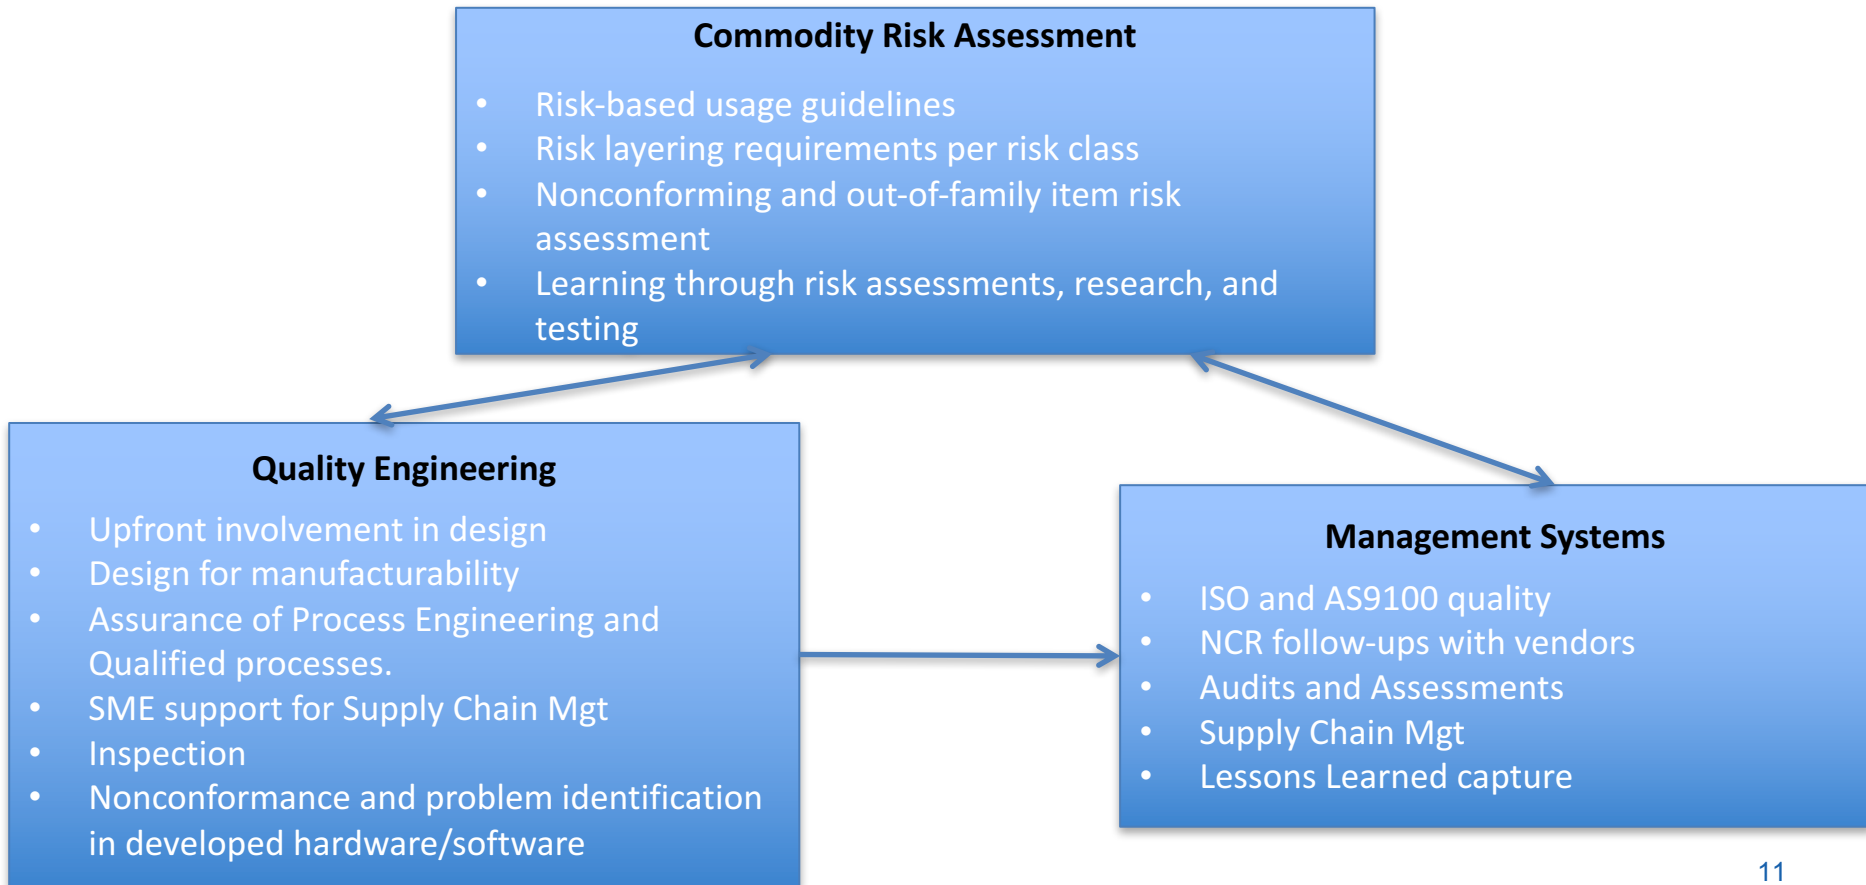 Commodity Risk Assessment
• Risk-based usage guidelines
• Risk layering requirements per risk class
• Nonconforming and out-of-family item risk
assessment
• Learning through risk assessments, research, and
testing
Quality Engineering
• Upfront involvement in design
• Design for manufacturability
• Assurance of Process Engineering and
Qualified processes.
• SME support for Supply Chain Mgt
• Inspection
• Nonconformance and problem identification
in developed hardware/software
Management Systems
• ISO and AS9100 quality
• NCR follow-ups with vendors
• Audits and Assessments
• Supply Chain Mgt
• Lessons Learned capture
11